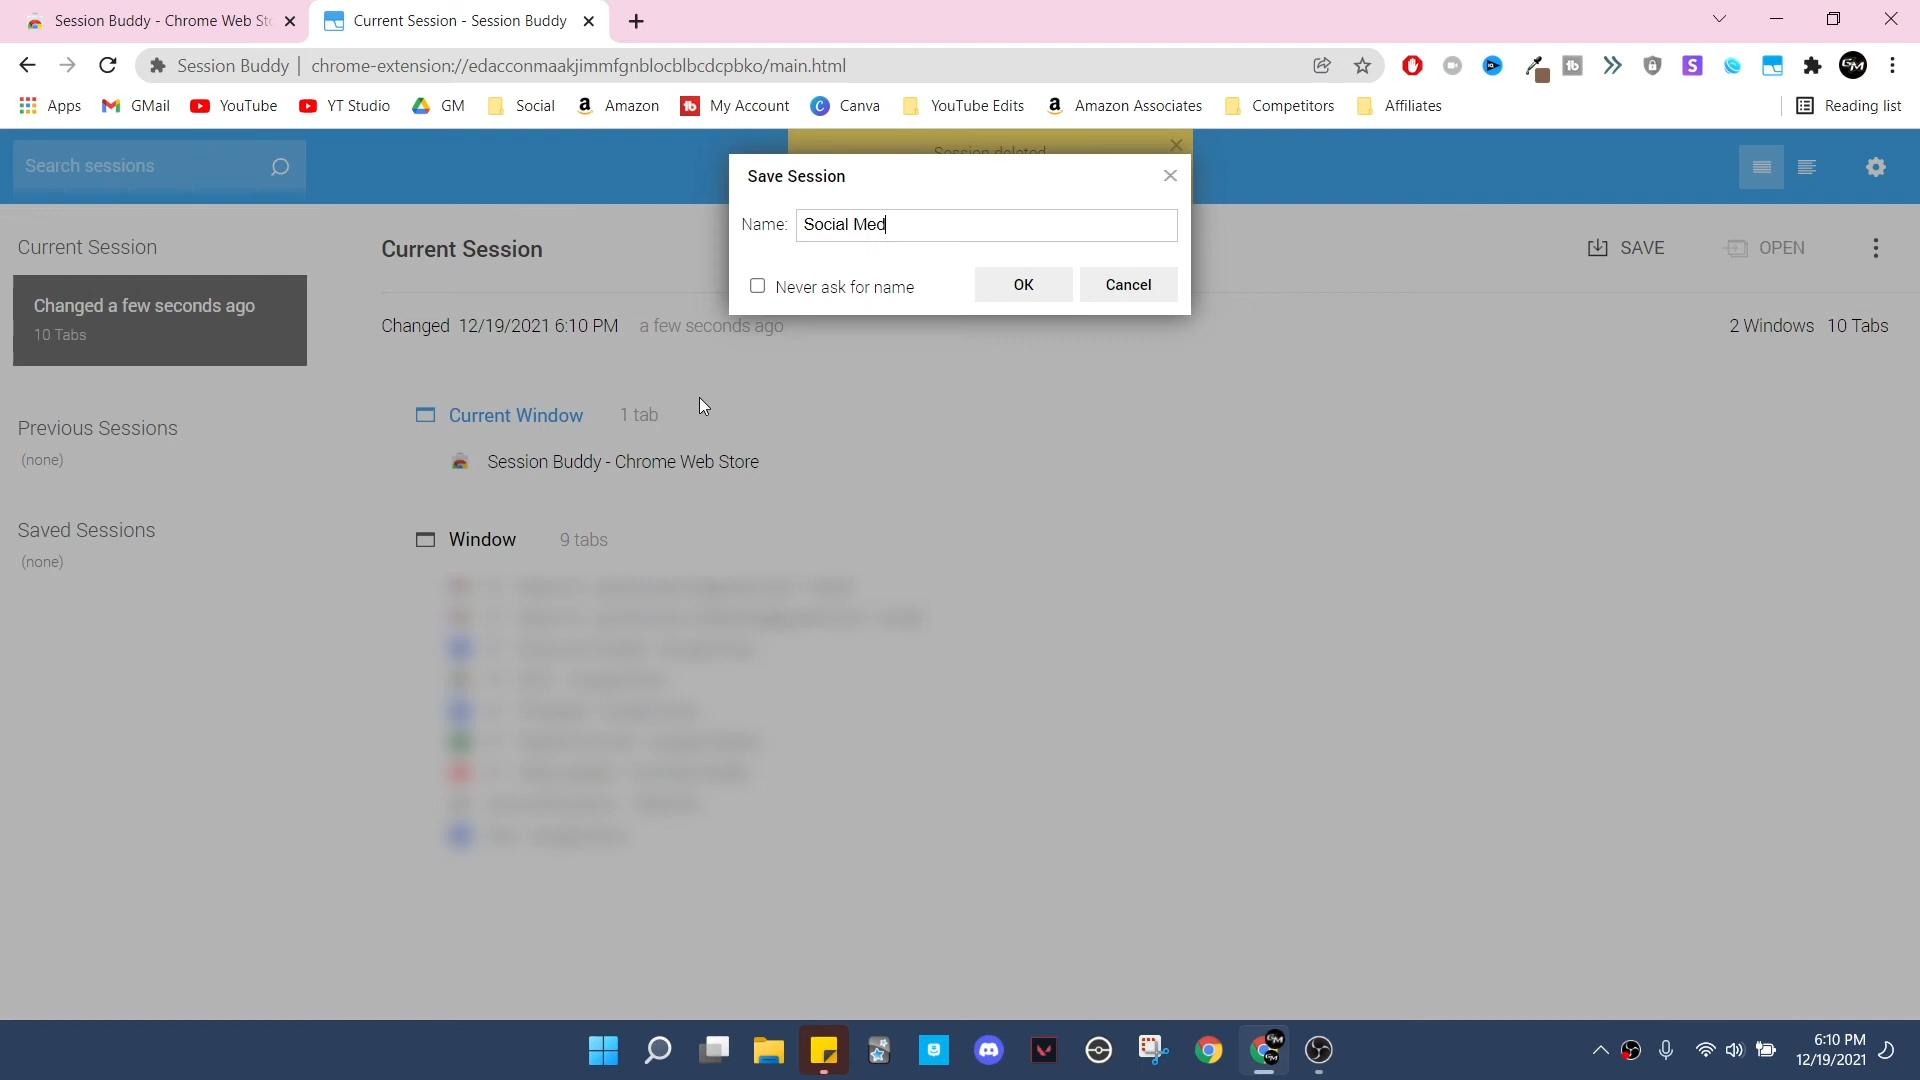 Session Buddy - Chrome Web Sto
Current Session - Session Buddy
Session Buddy | chrome-extension://edacconmaakjimmfgnblocblbcdcpbko/main.html
Apps
GMail
YouTube
YT Studio
GM
Social
Amazon
My Account
Canva
YouTube Edits
Amazon Associates
Competitors
Affiliates
Reading list
Search sessions
Session deleted
Save Session
Name: Social Med
Never ask for name
OK
Cancel
Current Session
Changed a few seconds ago
10 Tabs
Previous Sessions
(none)
Saved Sessions
(none)
Current Session
SAVE
OPEN
Changed 12/19/2021 6:10 PM a few seconds ago
2 Windows 10 Tabs
Current Window 1 tab
Session Buddy - Chrome Web Store
Window 9 tabs
6:10 PM
12/19/2021